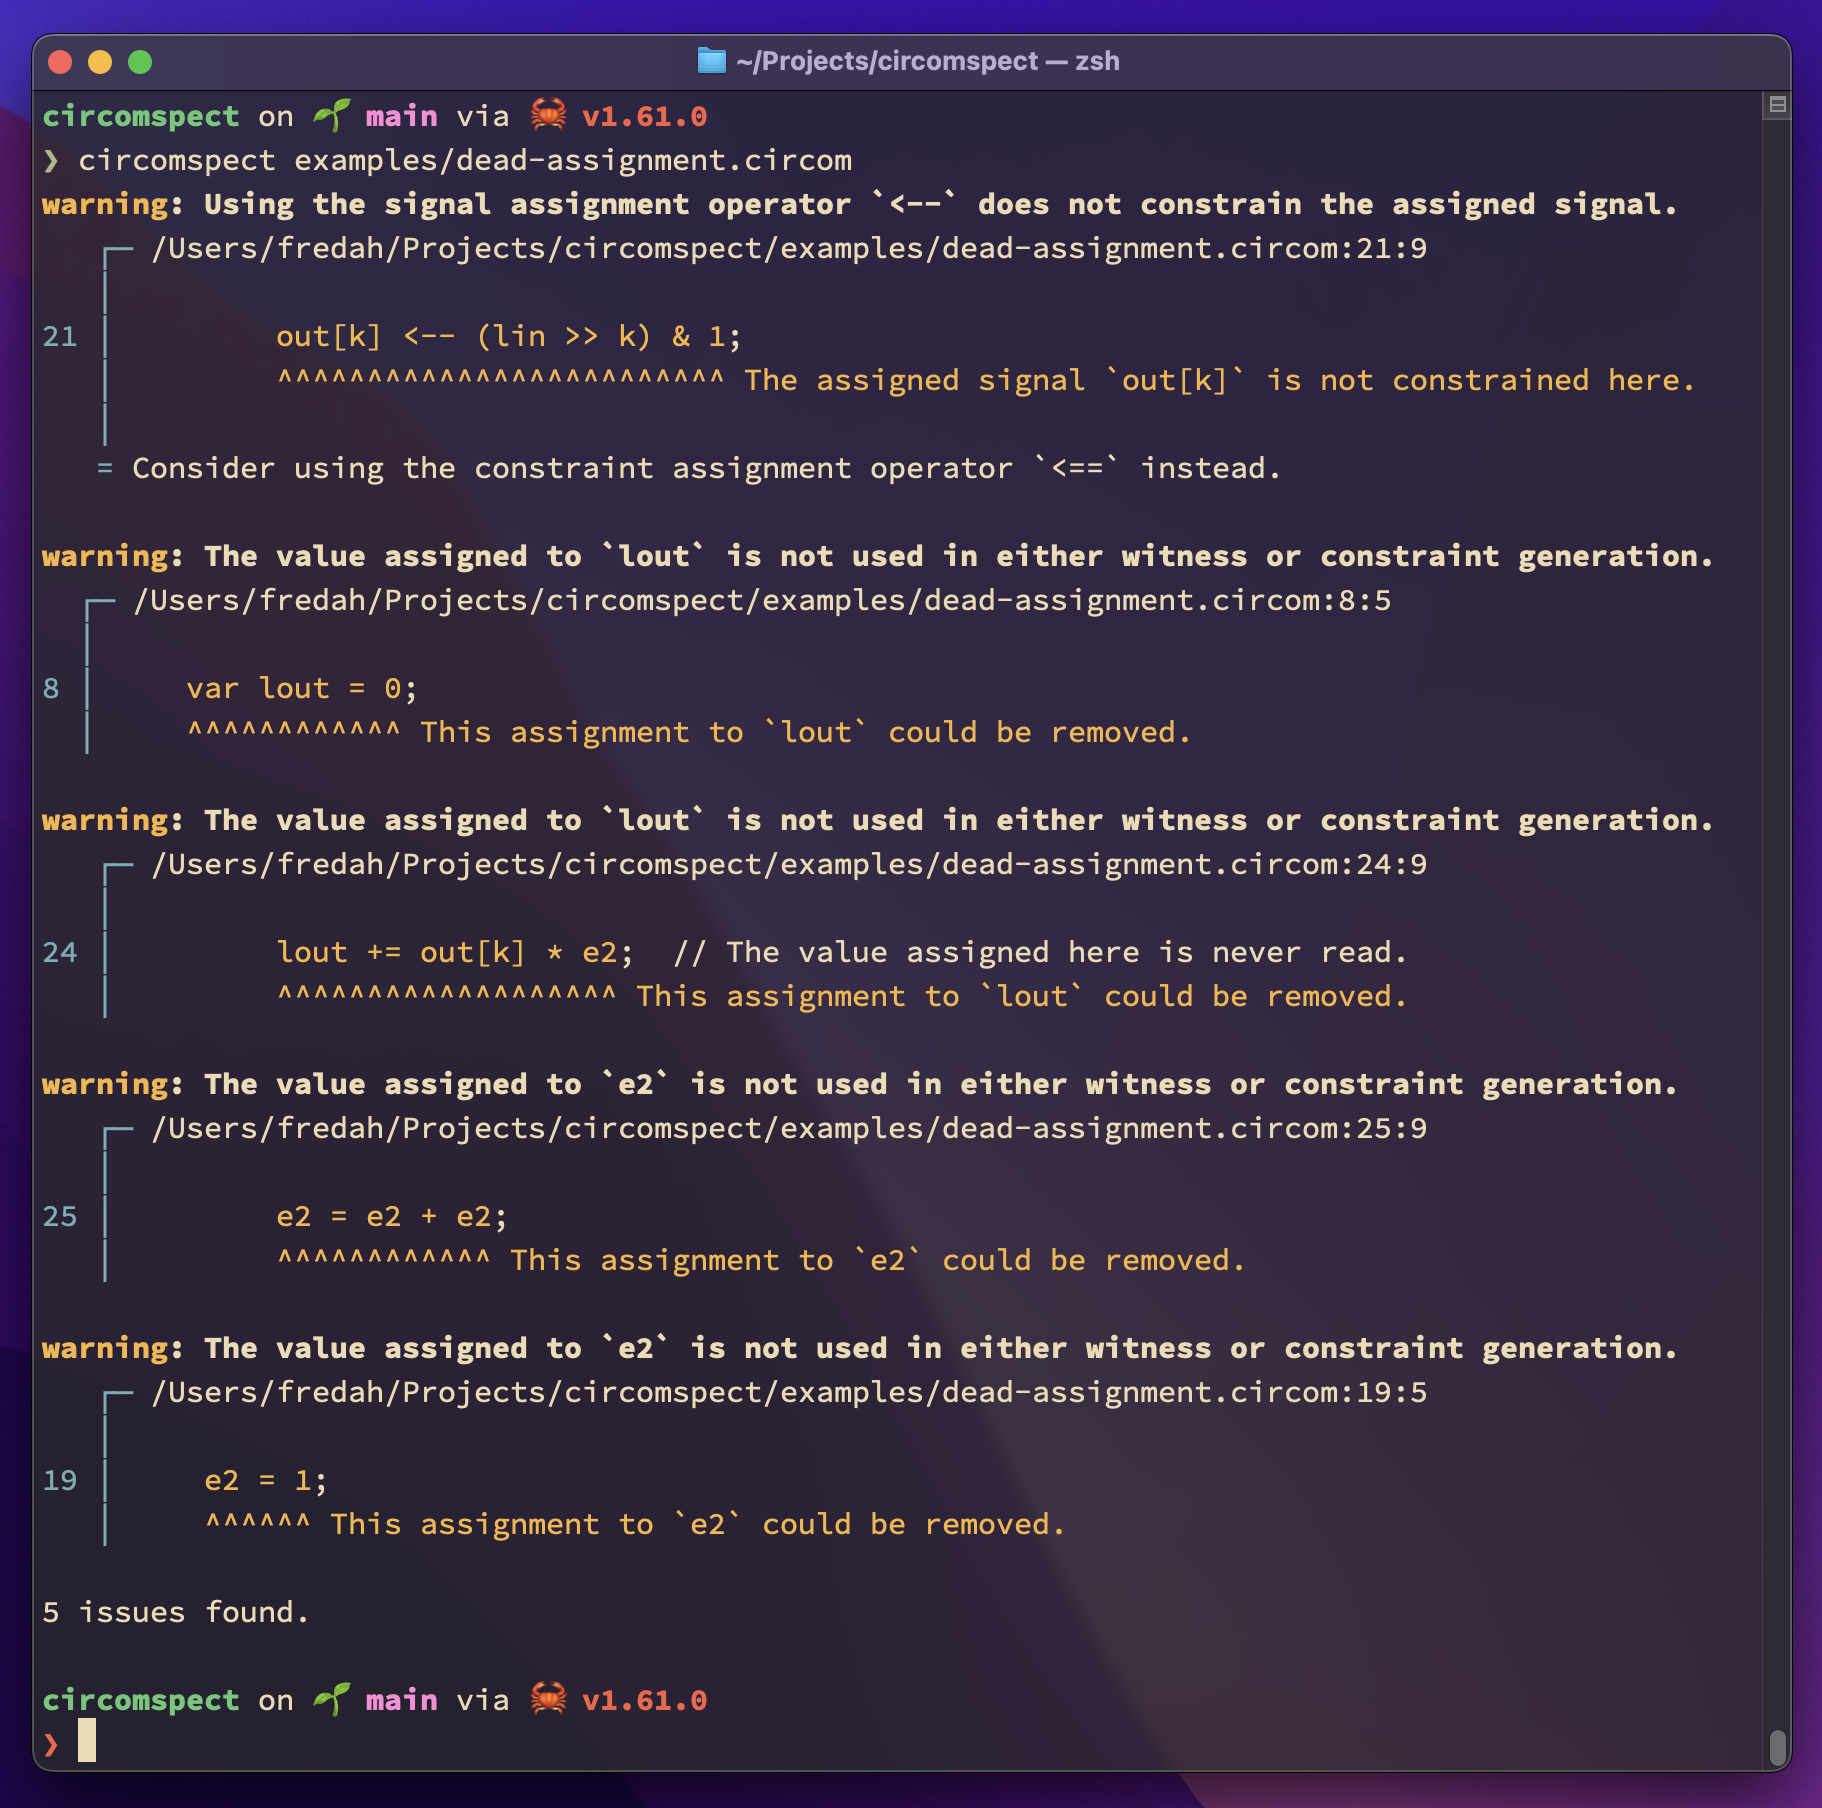 ~/Projects/circomspect — zsh
circomspect on 🌱 main via 🦀 v1.61.0
❯ circomspect examples/dead-assignment.circom
warning: Using the signal assignment operator `<--` does not constrain the assigned signal.
   ┌─ /Users/fredah/Projects/circomspect/examples/dead-assignment.circom:21:9
   │
21 │         out[k] <-- (lin >> k) & 1;
   │         ^^^^^^^^^^^^^^^^^^^^^^^^^ The assigned signal `out[k]` is not constrained here.
   │
   = Consider using the constraint assignment operator `<==` instead.

warning: The value assigned to `lout` is not used in either witness or constraint generation.
  ┌─ /Users/fredah/Projects/circomspect/examples/dead-assignment.circom:8:5
  │
8 │     var lout = 0;
  │     ^^^^^^^^^^^^ This assignment to `lout` could be removed.

warning: The value assigned to `lout` is not used in either witness or constraint generation.
   ┌─ /Users/fredah/Projects/circomspect/examples/dead-assignment.circom:24:9
   │
24 │         lout += out[k] * e2;  // The value assigned here is never read.
   │         ^^^^^^^^^^^^^^^^^^^ This assignment to `lout` could be removed.

warning: The value assigned to `e2` is not used in either witness or constraint generation.
   ┌─ /Users/fredah/Projects/circomspect/examples/dead-assignment.circom:25:9
   │
25 │         e2 = e2 + e2;
   │         ^^^^^^^^^^^^ This assignment to `e2` could be removed.

warning: The value assigned to `e2` is not used in either witness or constraint generation.
   ┌─ /Users/fredah/Projects/circomspect/examples/dead-assignment.circom:19:5
   │
19 │     e2 = 1;
   │     ^^^^^^ This assignment to `e2` could be removed.

5 issues found.

circomspect on 🌱 main via 🦀 v1.61.0
❯